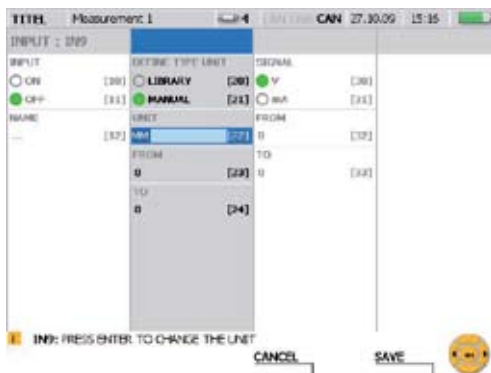 TITEL Measurement 1 4 CAN 27.10.09 15:16
INPUT : IN9
INPUT
ON [10]
OFF [11]
NAME
... [12]
DEFINE TYPE UNIT
LIBRARY [20]
MANUAL [21]
UNIT
MM [22]
FROM
0 [23]
TO
0 [24]
SIGNAL
V [30]
mA [31]
FROM
0 [32]
TO
0 [33]
IN9: PRESS ENTER TO CHANGE THE UNIT
CANCEL SAVE